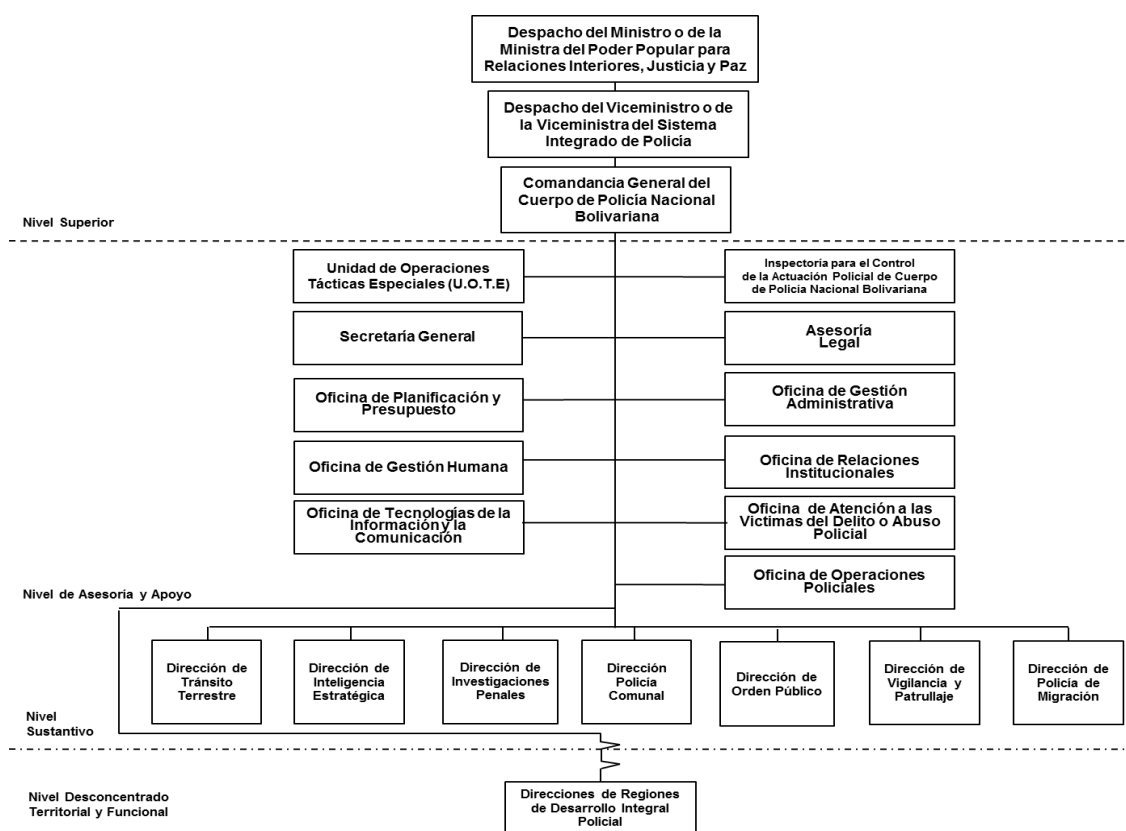 Despacho del Ministro o de la
Ministra del Poder Popular para
Relaciones Interiores, Justicia y Paz
Despacho del Viceministro o de
la Viceministra del Sistema
Integrado de Policía
Comandancia General del
Cuerpo de Policía Nacional
Bolivariana
Nivel Superior
Unidad de Operaciones
Tácticas Especiales (U.O.T.E)
Inspectoría para el Control
de la Actuación Policial de Cuerpo
de Policía Nacional Bolivariana
Secretaría General
Asesoría
Legal
Oficina de Planificación y
Presupuesto
Oficina de Gestión
Administrativa
Oficina de Gestión Humana
Oficina de Relaciones
Institucionales
Oficina de Tecnologías de la
Información y la
Comunicación
Oficina de Atención a las
Victimas del Delito o Abuso
Policial
Oficina de Operaciones
Policiales
Nivel de Asesoría y Apoyo
Dirección de
Tránsito
Terrestre
Dirección de
Inteligencia
Estratégica
Dirección de
Investigaciones
Penales
Dirección
Policía
Comunal
Dirección de
Orden Público
Dirección de
Vigilancia y
Patrullaje
Dirección de
Policía de
Migración
Nivel
Sustantivo
Nivel Desconcentrado
Territorial y Funcional
Direcciones de Regiones
de Desarrollo Integral
Policial